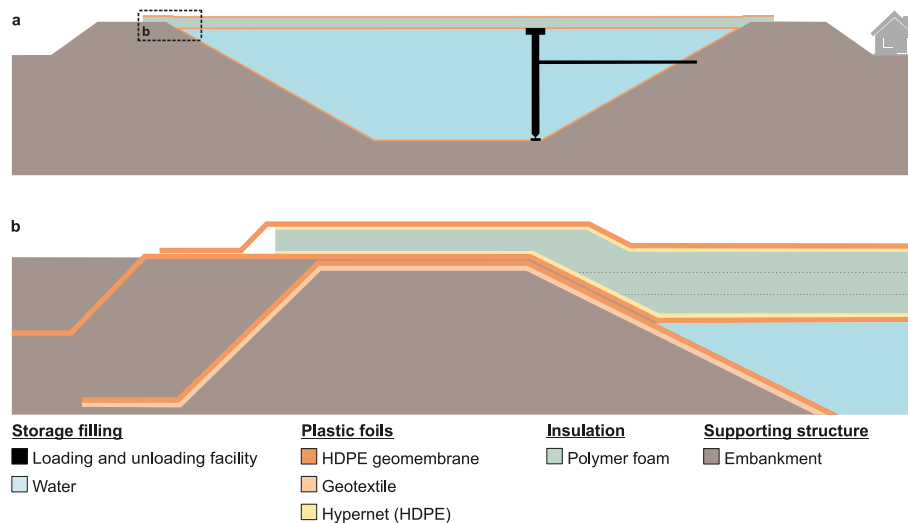 a
b
b
Storage filling
Loading and unloading facility
Water
Plastic foils
HDPE geomembrane
Geotextile
Hypernet (HDPE)
Insulation
Polymer foam
Supporting structure
Embankment